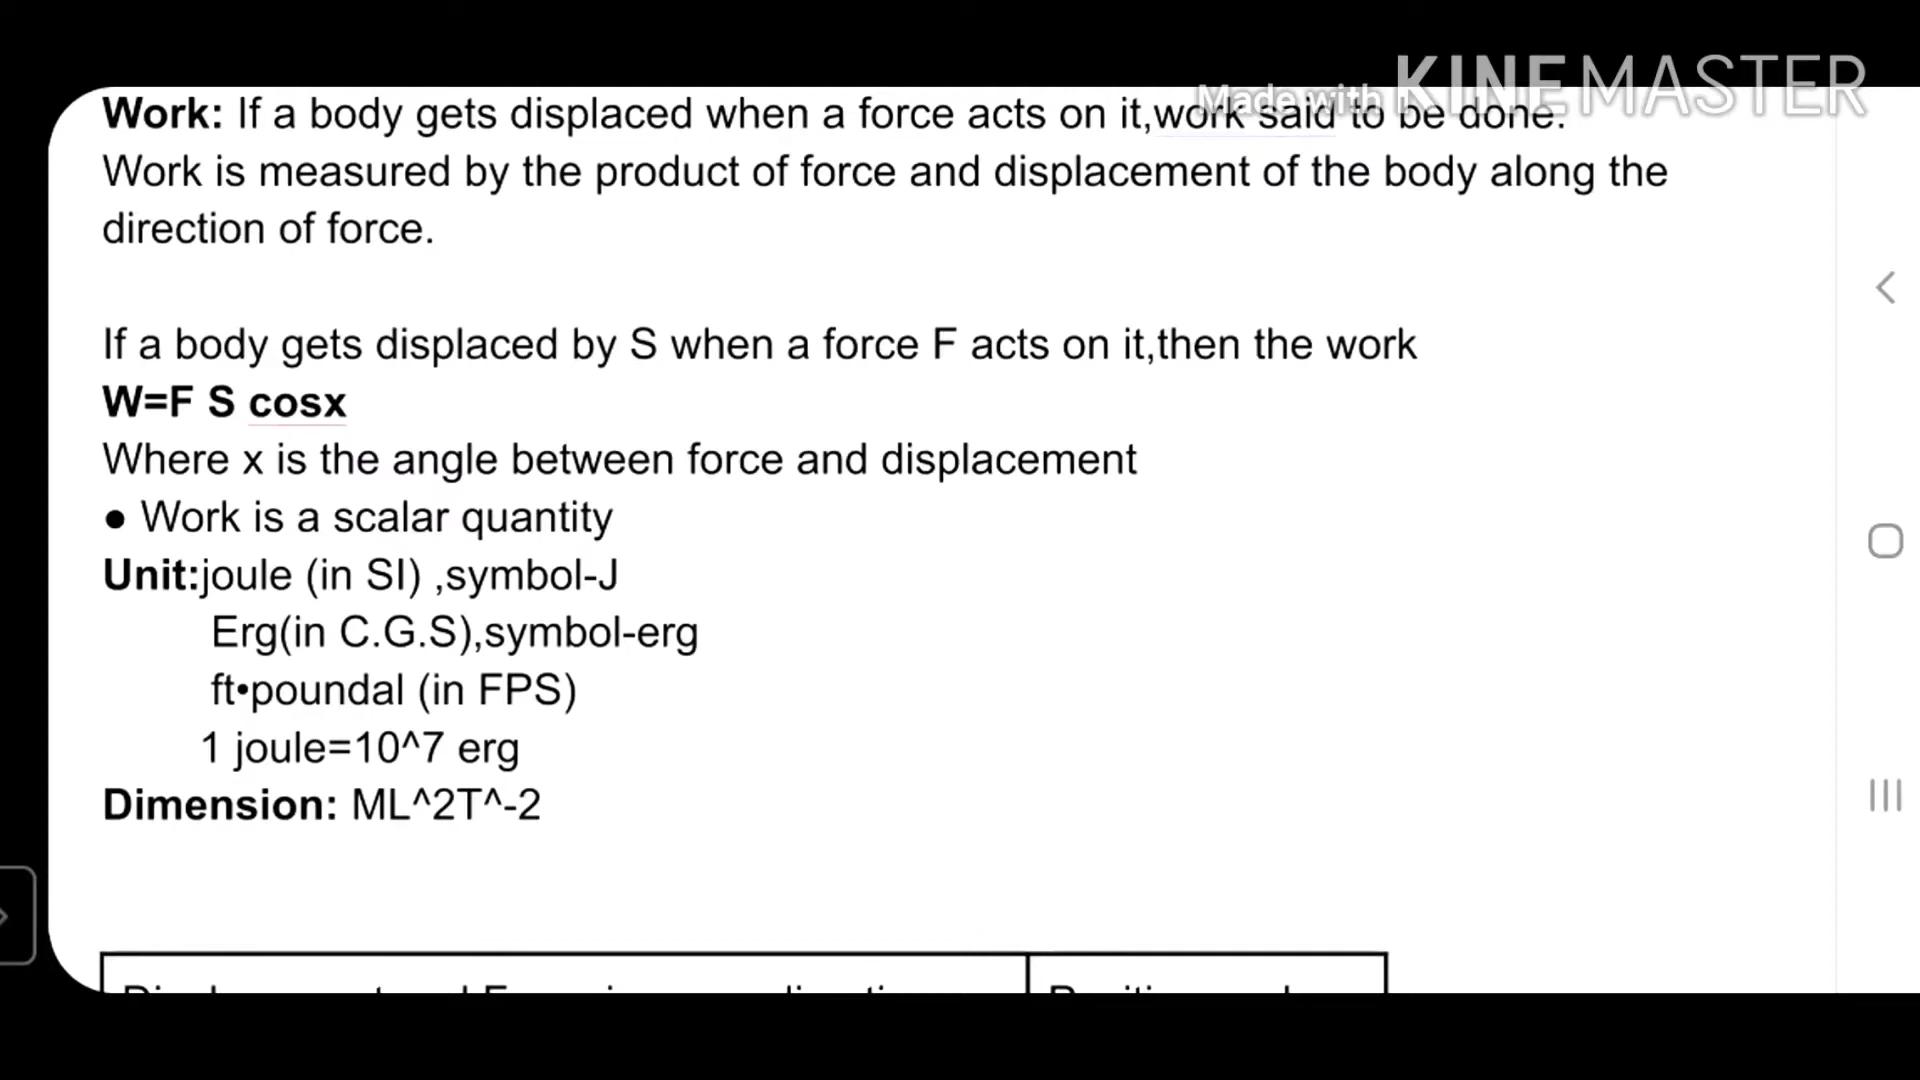 Made with KINEMASTER
Work: If a body gets displaced when a force acts on it,work said to be done.
Work is measured by the product of force and displacement of the body along the
direction of force.
If a body gets displaced by S when a force F acts on it,then the work
W=F S cosx
Where x is the angle between force and displacement
● Work is a scalar quantity
Unit:joule (in SI) ,symbol-J
Erg(in C.G.S),symbol-erg
ft•poundal (in FPS)
1 joule=10^7 erg
Dimension: ML^2T^-2